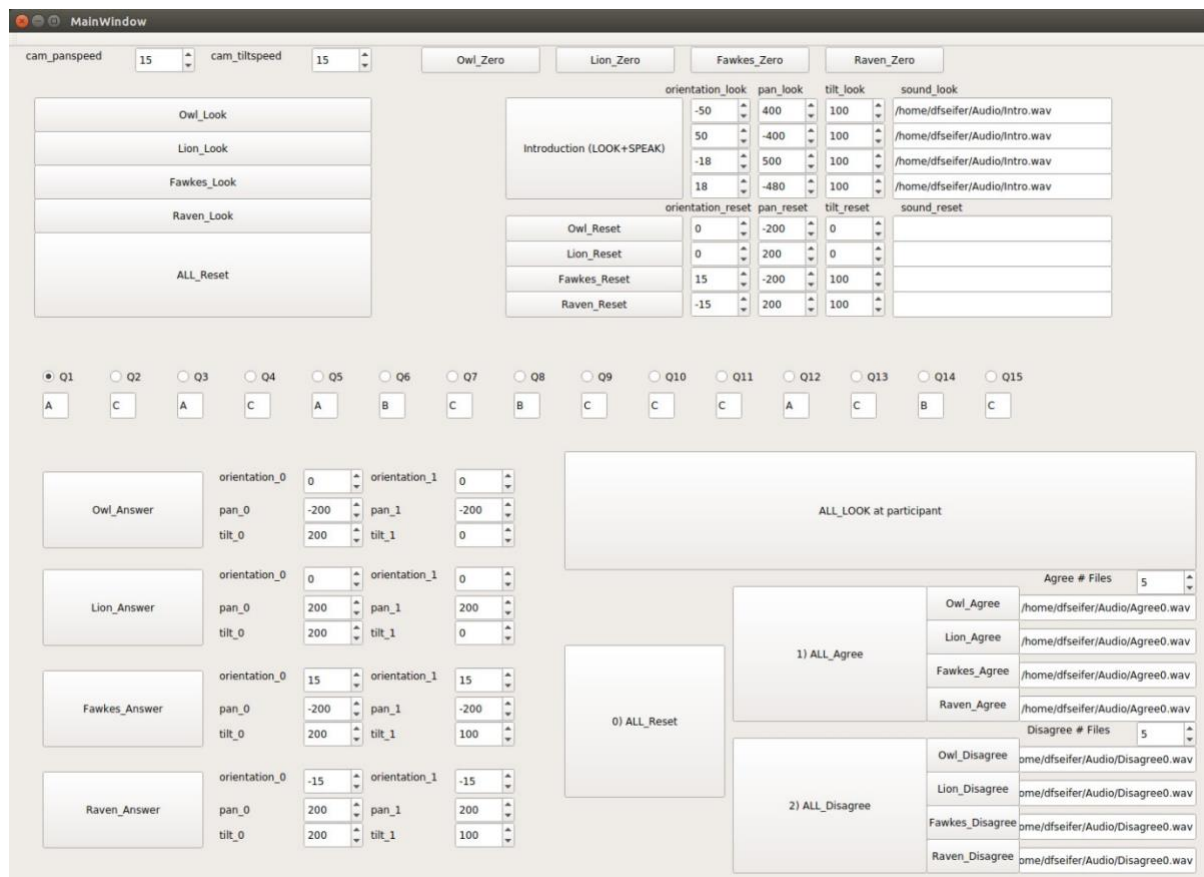 MainWindow
cam_panspeed 15 cam_tiltspeed 15 Owl_Zero Lion_Zero Fawkes_Zero Raven_Zero
orientation_look pan_look tilt_look sound_look
Owl_Look
Lion_Look
Fawkes_Look
Raven_Look
ALL_Reset
Introduction (LOOK+SPEAK)
-50 400 100 /home/dfseifer/Audio/Intro.wav
50 -400 100 /home/dfseifer/Audio/Intro.wav
-18 500 100 /home/dfseifer/Audio/Intro.wav
18 -480 100 /home/dfseifer/Audio/Intro.wav
orientation_reset pan_reset tilt_reset sound_reset
Owl_Reset 0 -200 0
Lion_Reset 0 200 0
Fawkes_Reset 15 -200 100
Raven_Reset -15 200 100
Q1 Q2 Q3 Q4 Q5 Q6 Q7 Q8 Q9 Q10 Q11 Q12 Q13 Q14 Q15
A C A C A B C B C C C A C B C
Owl_Answer
orientation_0 0 orientation_1 0
pan_0 -200 pan_1 -200
tilt_0 200 tilt_1 0
Lion_Answer
orientation_0 0 orientation_1 0
pan_0 200 pan_1 200
tilt_0 200 tilt_1 0
Fawkes_Answer
orientation_0 15 orientation_1 15
pan_0 -200 pan_1 -200
tilt_0 200 tilt_1 100
Raven_Answer
orientation_0 -15 orientation_1 -15
pan_0 200 pan_1 200
tilt_0 200 tilt_1 100
ALL_LOOK at participant
0) ALL_Reset
Agree # Files 5
1) ALL_Agree
Owl_Agree /home/dfseifer/Audio/Agree0.wav
Lion_Agree /home/dfseifer/Audio/Agree0.wav
Fawkes_Agree /home/dfseifer/Audio/Agree0.wav
Raven_Agree /home/dfseifer/Audio/Agree0.wav
Disagree # Files 5
2) ALL_Disagree
Owl_Disagree ome/dfseifer/Audio/Disagree0.wav
Lion_Disagree ome/dfseifer/Audio/Disagree0.wav
Fawkes_Disagree ome/dfseifer/Audio/Disagree0.wav
Raven_Disagree ome/dfseifer/Audio/Disagree0.wav